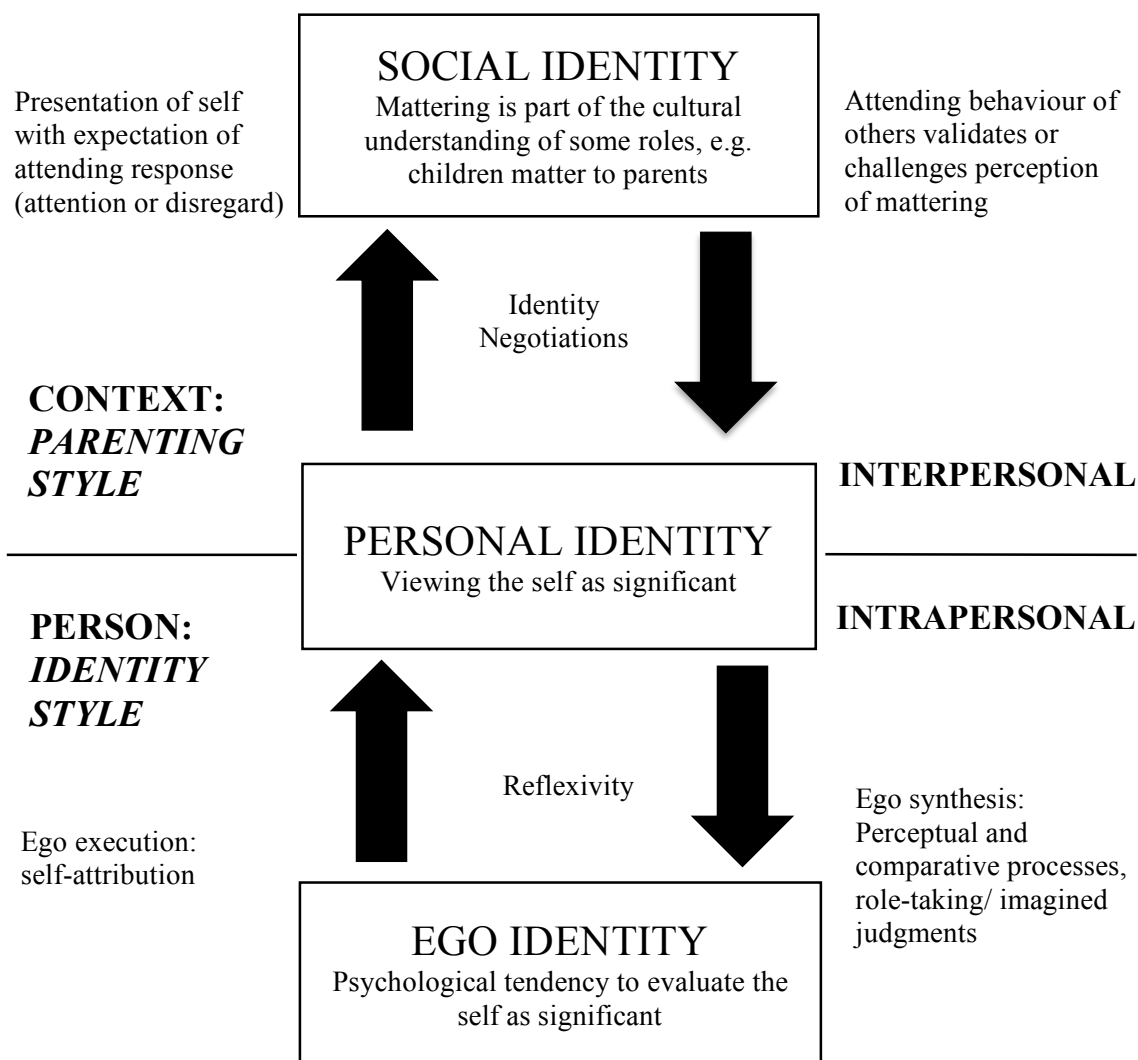 SOCIAL IDENTITY
Mattering is part of the cultural
understanding of some roles, e.g.
children matter to parents
Presentation of self
with expectation of
attending response
(attention or disregard)
Attending behaviour of
others validates or
challenges perception
of mattering
Identity
Negotiations
CONTEXT:
PARENTING
STYLE
INTERPERSONAL
PERSONAL IDENTITY
Viewing the self as significant
PERSON:
IDENTITY
STYLE
INTRAPERSONAL
Reflexivity
Ego execution:
self-attribution
Ego synthesis:
Perceptual and
comparative processes,
role-taking/ imagined
judgments
EGO IDENTITY
Psychological tendency to evaluate the
self as significant